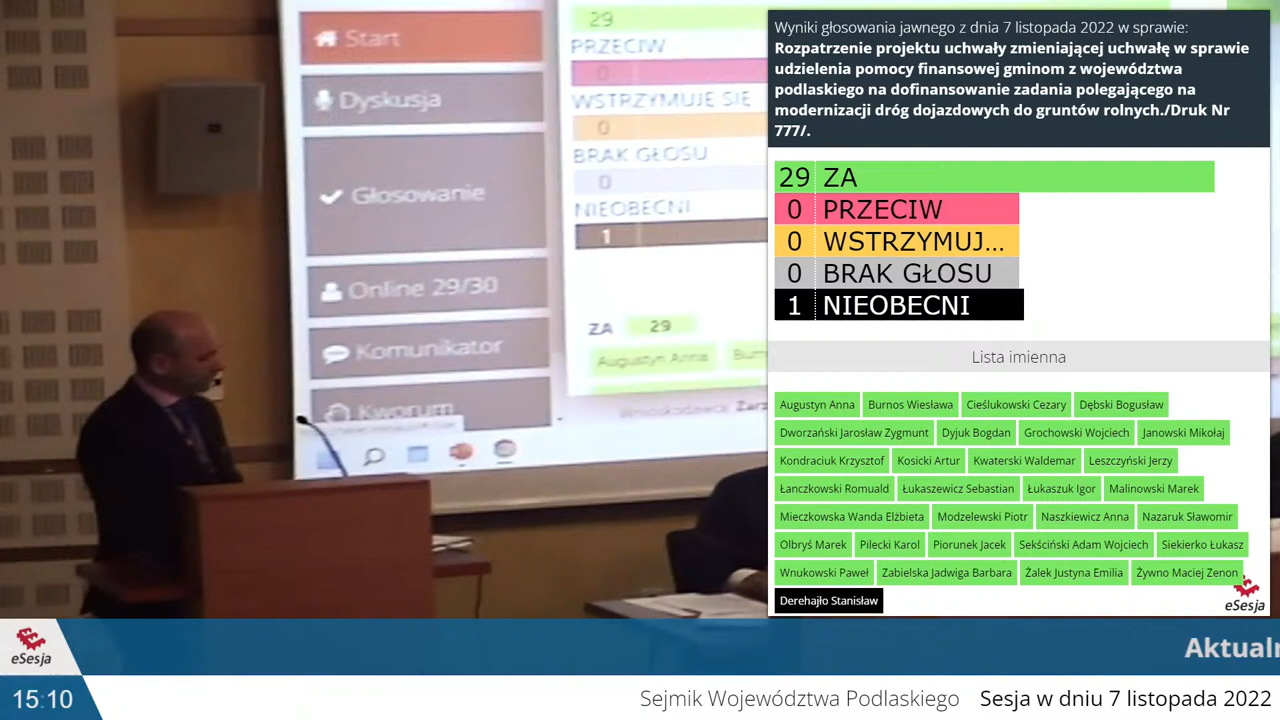 Start
Dyskusja
Głosowanie
Online 29/30
Komunikator
Kworum
29
PRZECIW
0
WSTRZYMUJĘ SIĘ
0
BRAK GŁOSU
0
NIEOBECNI
1
ZA 29
Augustyn Anna
Wyniki głosowania jawnego z dnia 7 listopada 2022 w sprawie:
Rozpatrzenie projektu uchwały zmieniającej uchwałę w sprawie
udzielenia pomocy finansowej gminom z województwa
podlaskiego na dofinansowanie zadania polegającego na
modernizacji dróg dojazdowych do gruntów rolnych./Druk Nr
777/.
29 ZA
0 PRZECIW
0 WSTRZYMUJ...
0 BRAK GŁOSU
1 NIEOBECNI
Lista imienna
Augustyn Anna Burnos Wiesława Cieślukowski Cezary Dębski Bogusław
Dworzański Jarosław Zygmunt Dyjuk Bogdan Grochowski Wojciech Janowski Mikołaj
Kondraciuk Krzysztof Kosicki Artur Kwaterski Waldemar Leszczyński Jerzy
Łanczkowski Romuald Łukaszewicz Sebastian Łukaszuk Igor Malinowski Marek
Mieczkowska Wanda Elżbieta Modzelewski Piotr Naszkiewicz Anna Nazaruk Sławomir
Olbryś Marek Pilecki Karol Piorunek Jacek Sekściński Adam Wojciech Siekierko Łukasz
Wnukowski Paweł Zabielska Jadwiga Barbara Żalek Justyna Emilia Żywno Maciej Zenon
Derehajło Stanisław
eSesja
eSesja
Aktualn
15:10
Sejmik Województwa Podlaskiego Sesja w dniu 7 listopada 2022